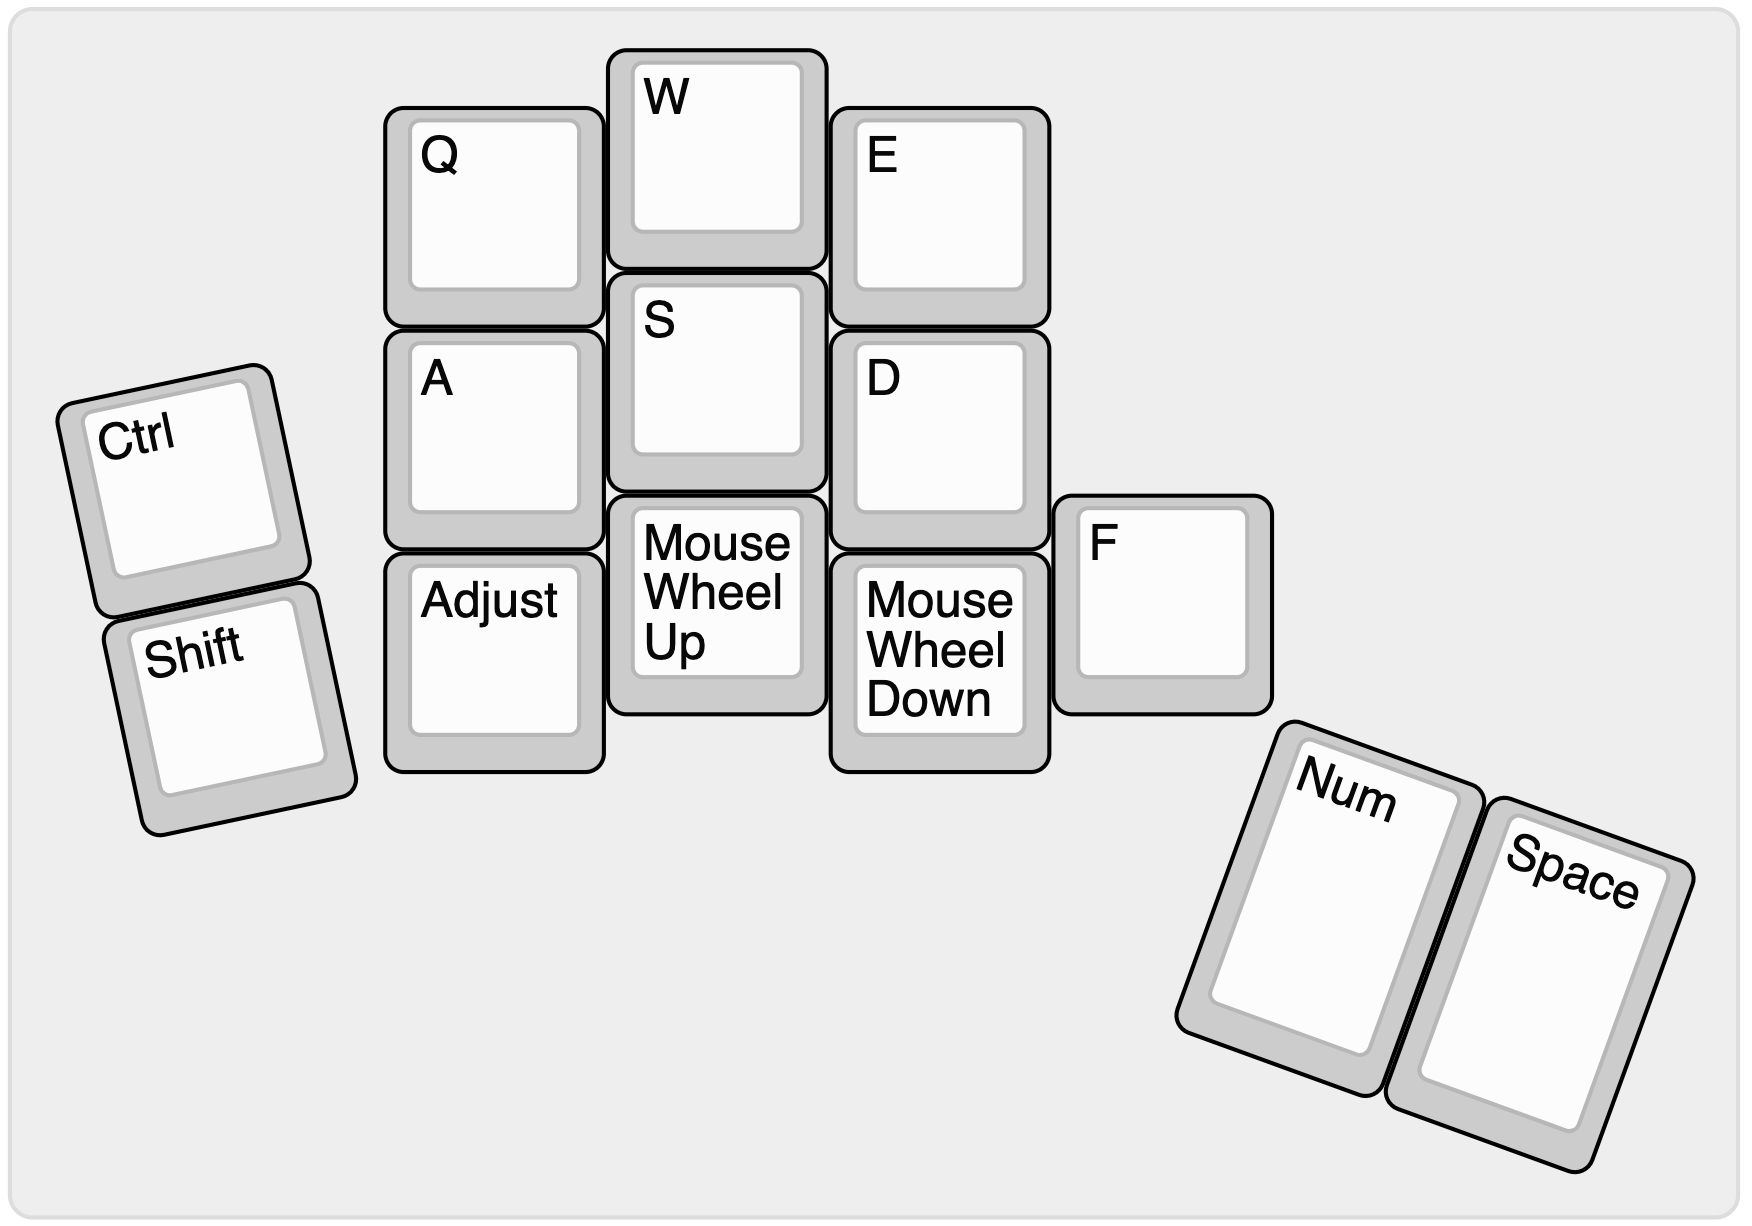 W
Q
E
S
A
D
Ctrl
Mouse
Wheel
Up
F
Adjust
Mouse
Wheel
Down
Shift
Num
Space